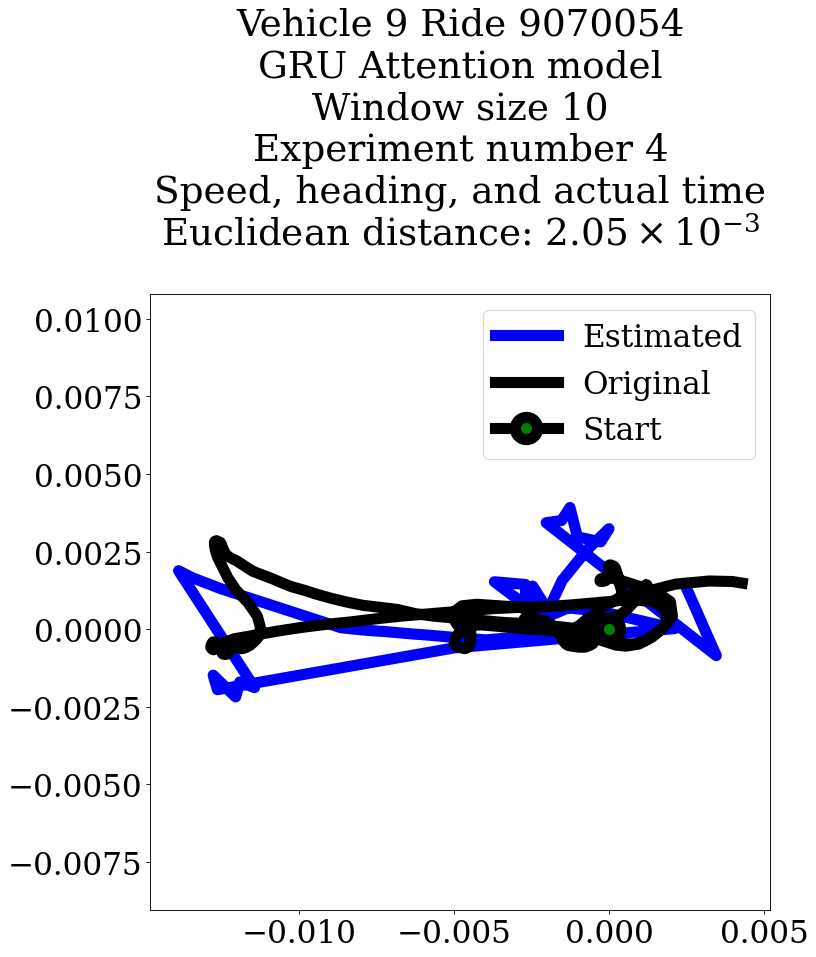 Vehicle 9 Ride 9070054
GRU Attention model
Window size 10
Experiment number 4
Speed, heading, and actual time
Euclidean distance: 2.05 × 10⁻³
Estimated
Original
Start
0.0100
0.0075
0.0050
0.0025
0.0000
−0.0025
−0.0050
−0.0075
−0.010 −0.005 0.000 0.005